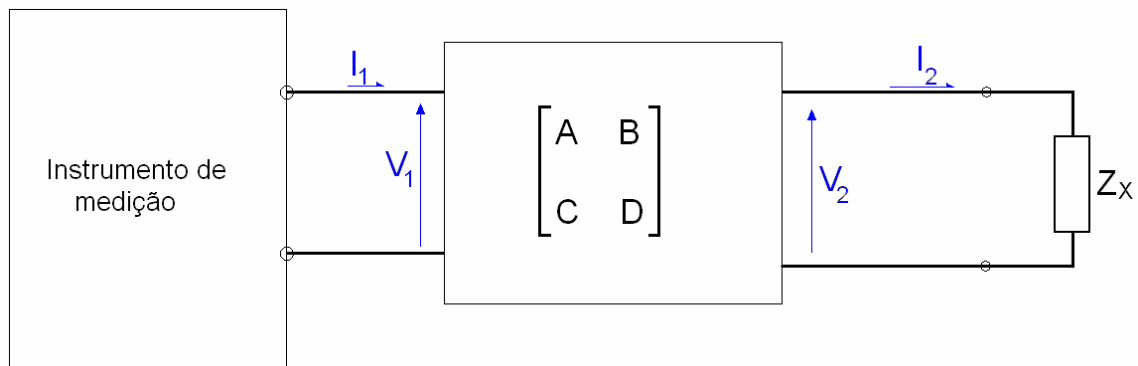 Instrumento de
medição
I1
V1
A B
C D
I2
V2
ZX